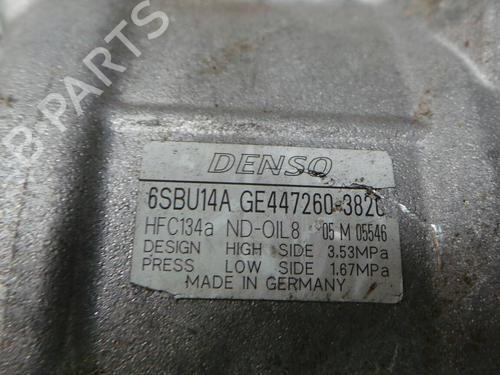 DENSO
6SBU14A GE447260-3820
HFC134a ND-OIL8 05 M 05546
DESIGN HIGH SIDE 3.53MPa
PRESS LOW SIDE 1.67MPa
MADE IN GERMANY